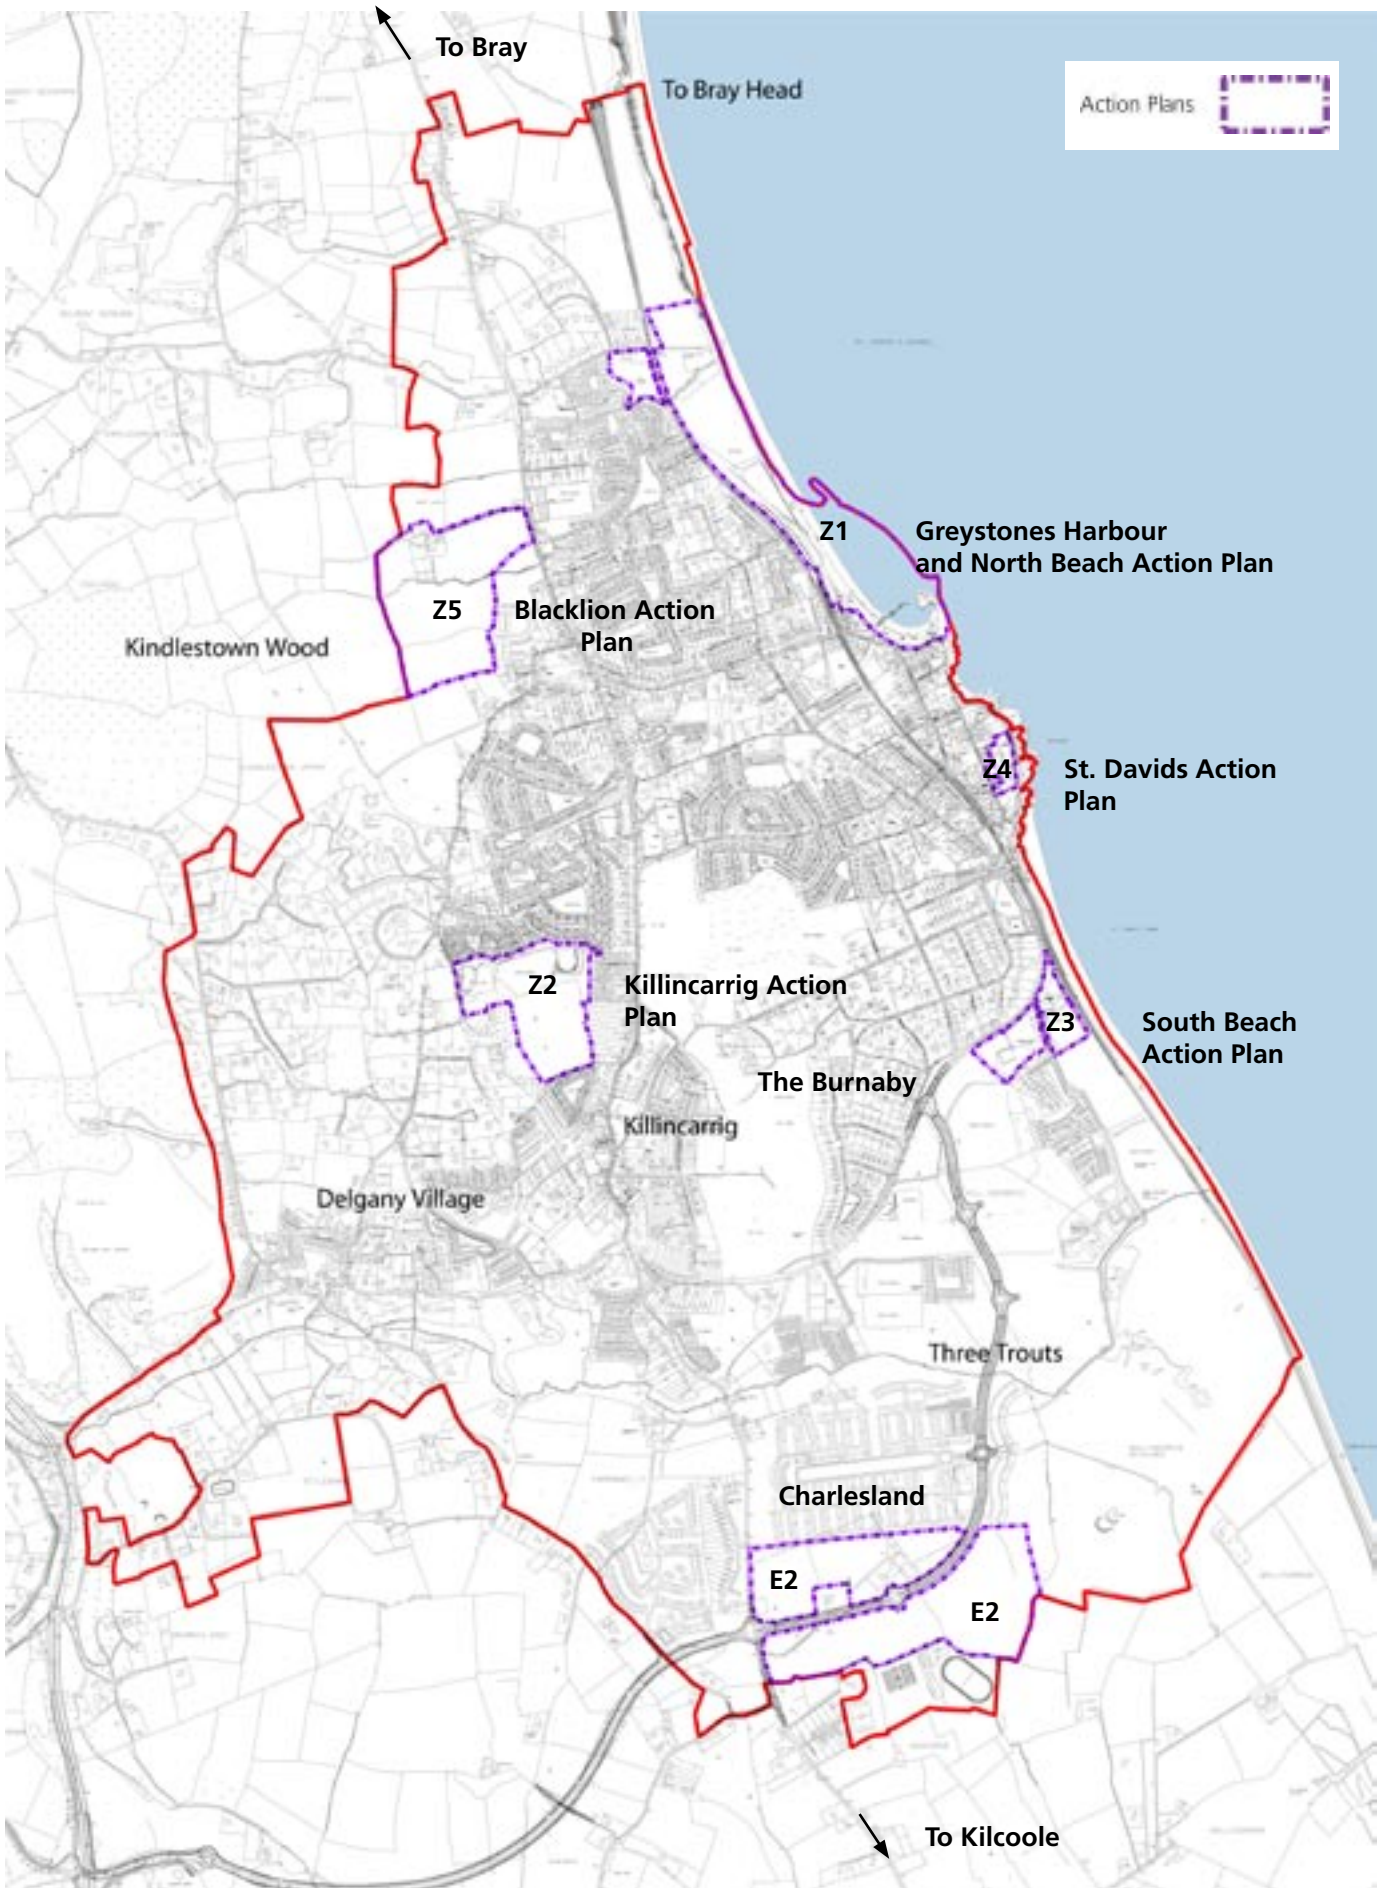 To Bray
To Bray Head
Action Plans
Z1
Greystones Harbour
and North Beach Action Plan
Z5
Blacklion Action
Plan
Kindlestown Wood
Z4
St. Davids Action
Plan
Z2
Killincarrig Action
Plan
Z3
South Beach
Action Plan
The Burnaby
Killincarrig
Delgany Village
Three Trouts
Charlesland
E2
E2
To Kilcoole